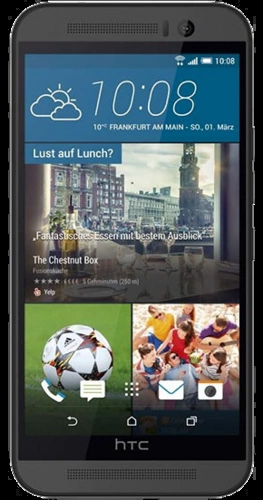 10:08
10:08
10°C FRANKFURT AM MAIN - SO., 01. März
Lust auf Lunch?
„Fantastisches Essen mit bestem Ausblick“
The Chestnut Box
Fusionsküche
5 Gehminuten (250 m)
Yelp
hTC